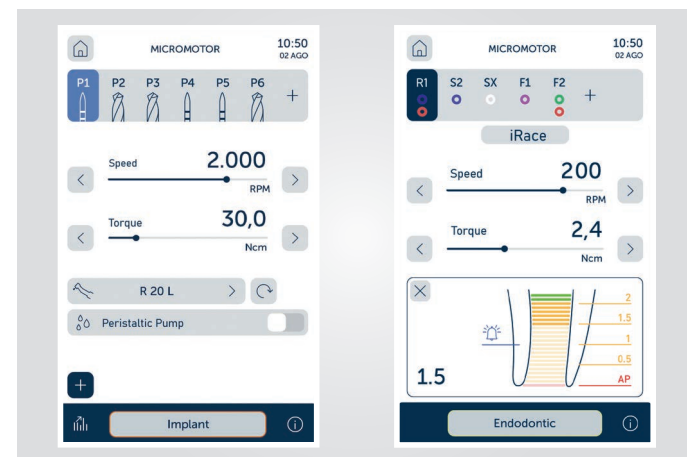 MICROMOTOR
10:50
02 AGO
P1 P2 P3 P4 P5 P6 +
Speed 2.000
RPM
Torque 30,0
Ncm
R 20 L
Peristaltic Pump
Implant
MICROMOTOR
10:50
02 AGO
R1 S2 SX F1 F2 +
iRace
Speed 200
RPM
Torque 2,4
Ncm
2
1.5
1
0.5
1.5
AP
Endodontic